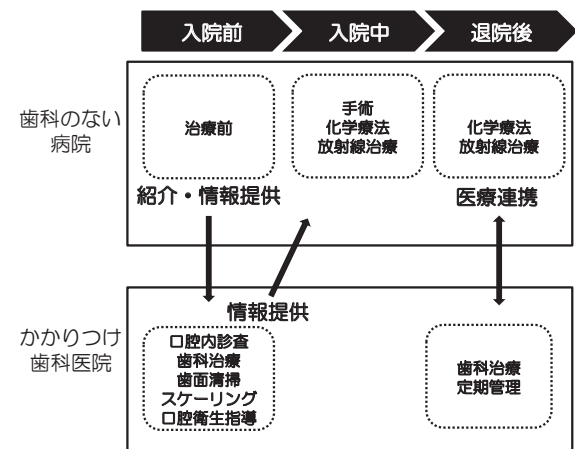 入院前
入院中
退院後
歯科のない
病院
治療前
手術
化学療法
放射線治療
化学療法
放射線治療
紹介・情報提供
医療連携
情報提供
かかりつけ
歯科医院
口腔内診査
歯科治療
歯面清掃
スケーリング
口腔衛生指導
歯科治療
定期管理